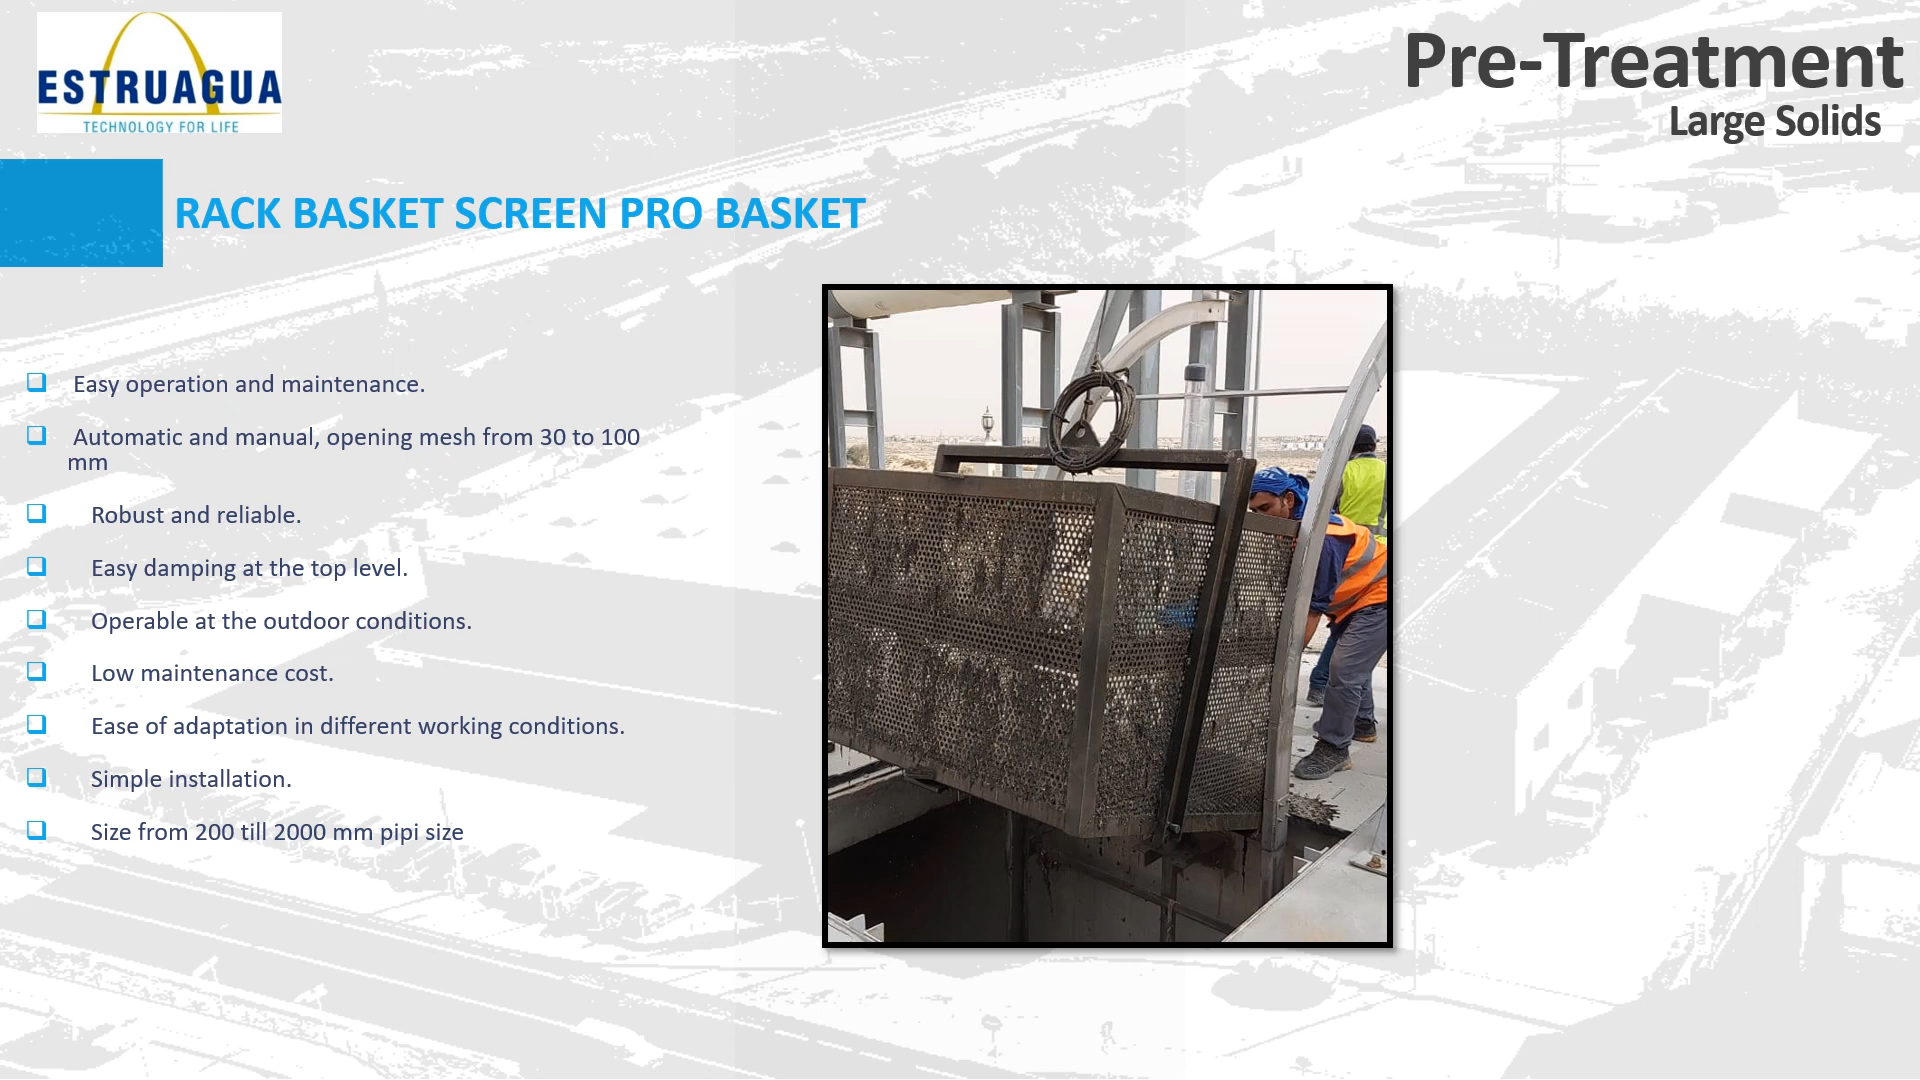 ESTRUAGUA
TECHNOLOGY FOR LIFE
Pre-Treatment
Large Solids
RACK BASKET SCREEN PRO BASKET
Easy operation and maintenance.
Automatic and manual, opening mesh from 30 to 100
mm
Robust and reliable.
Easy damping at the top level.
Operable at the outdoor conditions.
Low maintenance cost.
Ease of adaptation in different working conditions.
Simple installation.
Size from 200 till 2000 mm pipi size